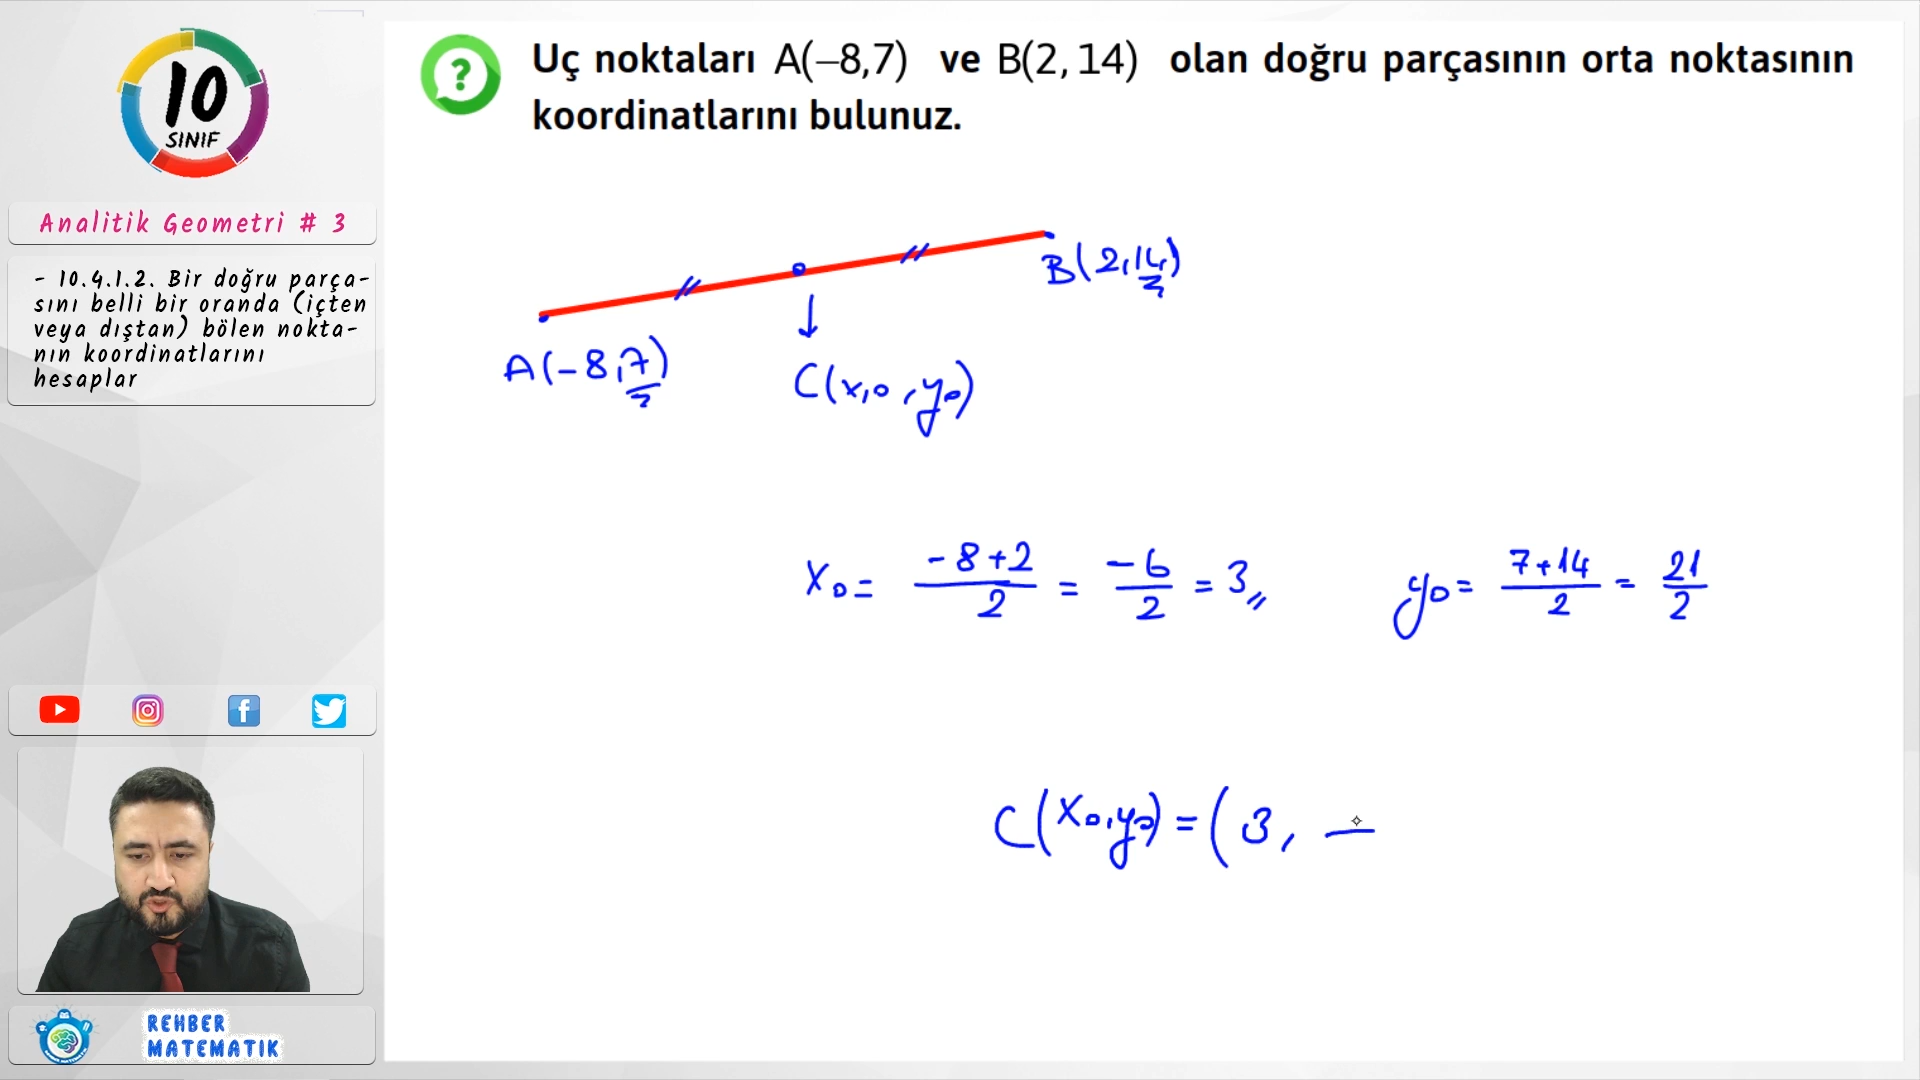 10
SINIF
Analitik Geometri # 3
- 10.4.1.2. Bir doğru parça-
sını belli bir oranda (içten
veya dıştan) bölen nokta-
nın koordinatlarını
hesaplar
REHBER
MATEMATIK
Uç noktaları A(–8,7) ve B(2, 14) olan doğru parçasının orta noktasının
koordinatlarını bulunuz.
B(2,14)
A(-8,7)
C(x,0 ,y0)
x0 = -8+2/2 = -6/2 = 3,, y0 = 7+14/2 = 21/2
C(x0,y0) = (3, —